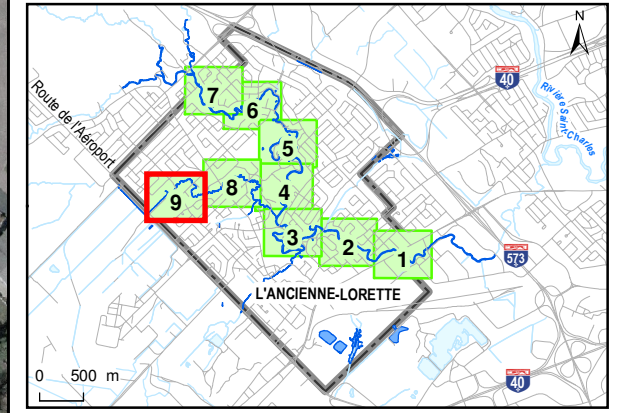 N
40
Route de l'Aéroport
Rivière Saint-Charles
7
6
5
9
8
4
3
2
1
573
L'ANCIENNE-LORETTE
0 500 m
40